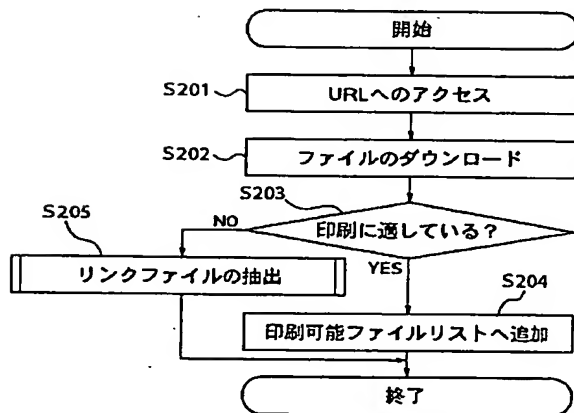 開始
S201
URLへのアクセス
S202
ファイルのダウンロード
S203
印刷に適している?
NO
YES
S205
リンクファイルの抽出
S204
印刷可能ファイルリストへ追加
終了